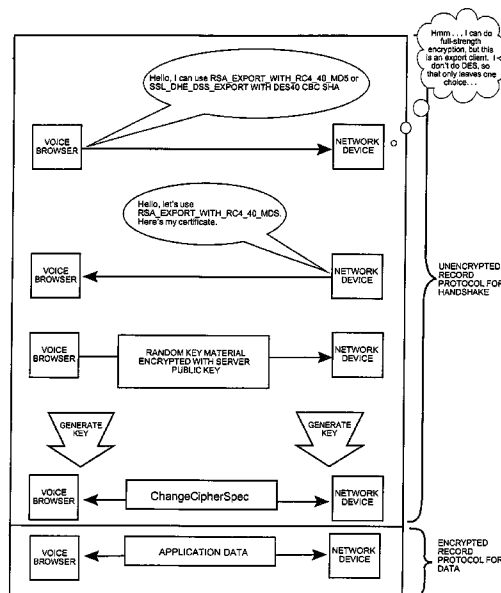 Hmm . . . I can do
full-strength
encryption, but this
is an export client. I
don't do DES, so
that only leaves one
choice. . .
Hello, I can use RSA_EXPORT_WITH_RC4_40_MD5 or
SSL_DHE_DSS_EXPORT WITH DES40 CBC SHA
VOICE
BROWSER
NETWORK
DEVICE
Hello, let's use
RSA_EXPORT_WITH_RC4_40_MDS.
Here's my certificate.
VOICE
BROWSER
NETWORK
DEVICE
UNENCRYPTED
RECORD
PROTOCOL FOR
HANDSHAKE
VOICE
BROWSER
RANDOM KEY MATERIAL
ENCRYPTED WITH SERVER
PUBLIC KEY
NETWORK
DEVICE
GENERATE
KEY
GENERATE
KEY
VOICE
BROWSER
ChangeCipherSpec
NETWORK
DEVICE
VOICE
BROWSER
APPLICATION DATA
NETWORK
DEVICE
ENCRYPTED
RECORD
PROTOCOL FOR
DATA